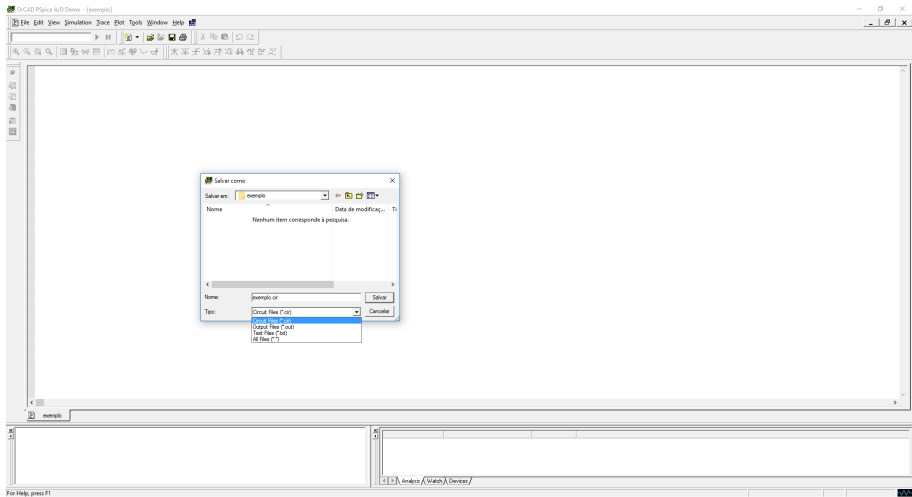 OrCAD PSpice A/D Demo - [exemplo]
File Edit View Simulation Trace Plot Tools Window Help
Salvar como
Salvar em: exemplo
Nome Data de modificaç... Ti
Nenhum item corresponde à pesquisa.
Nome: exemplo.cir Salvar
Tipo: Circuit Files (*.cir) Cancelar
Circuit Files (*.cir)
Output Files (*.out)
Text Files (*.txt)
All Files (*.*)
exemplo
Analysis Watch Devices
For Help, press F1